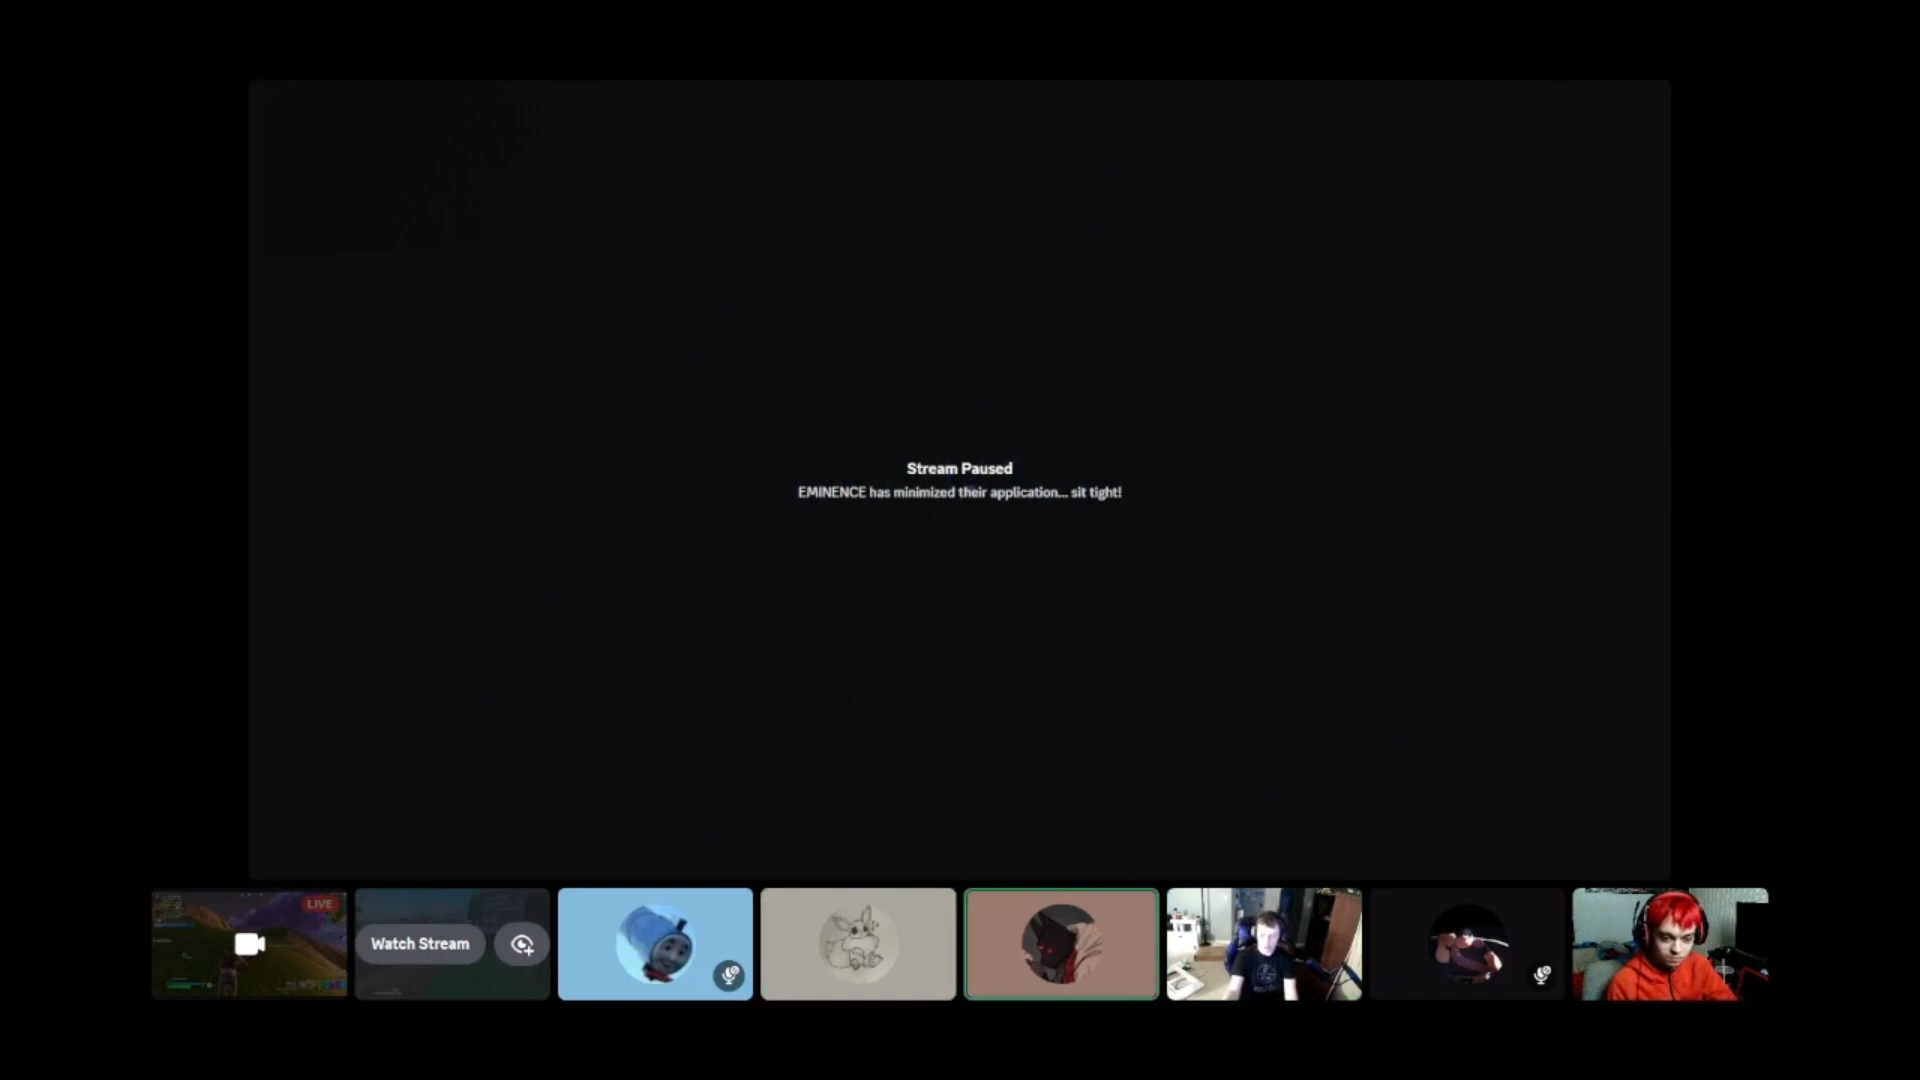 Stream Paused
EMINENCE has minimized their application... sit tight!
LIVE
Watch Stream